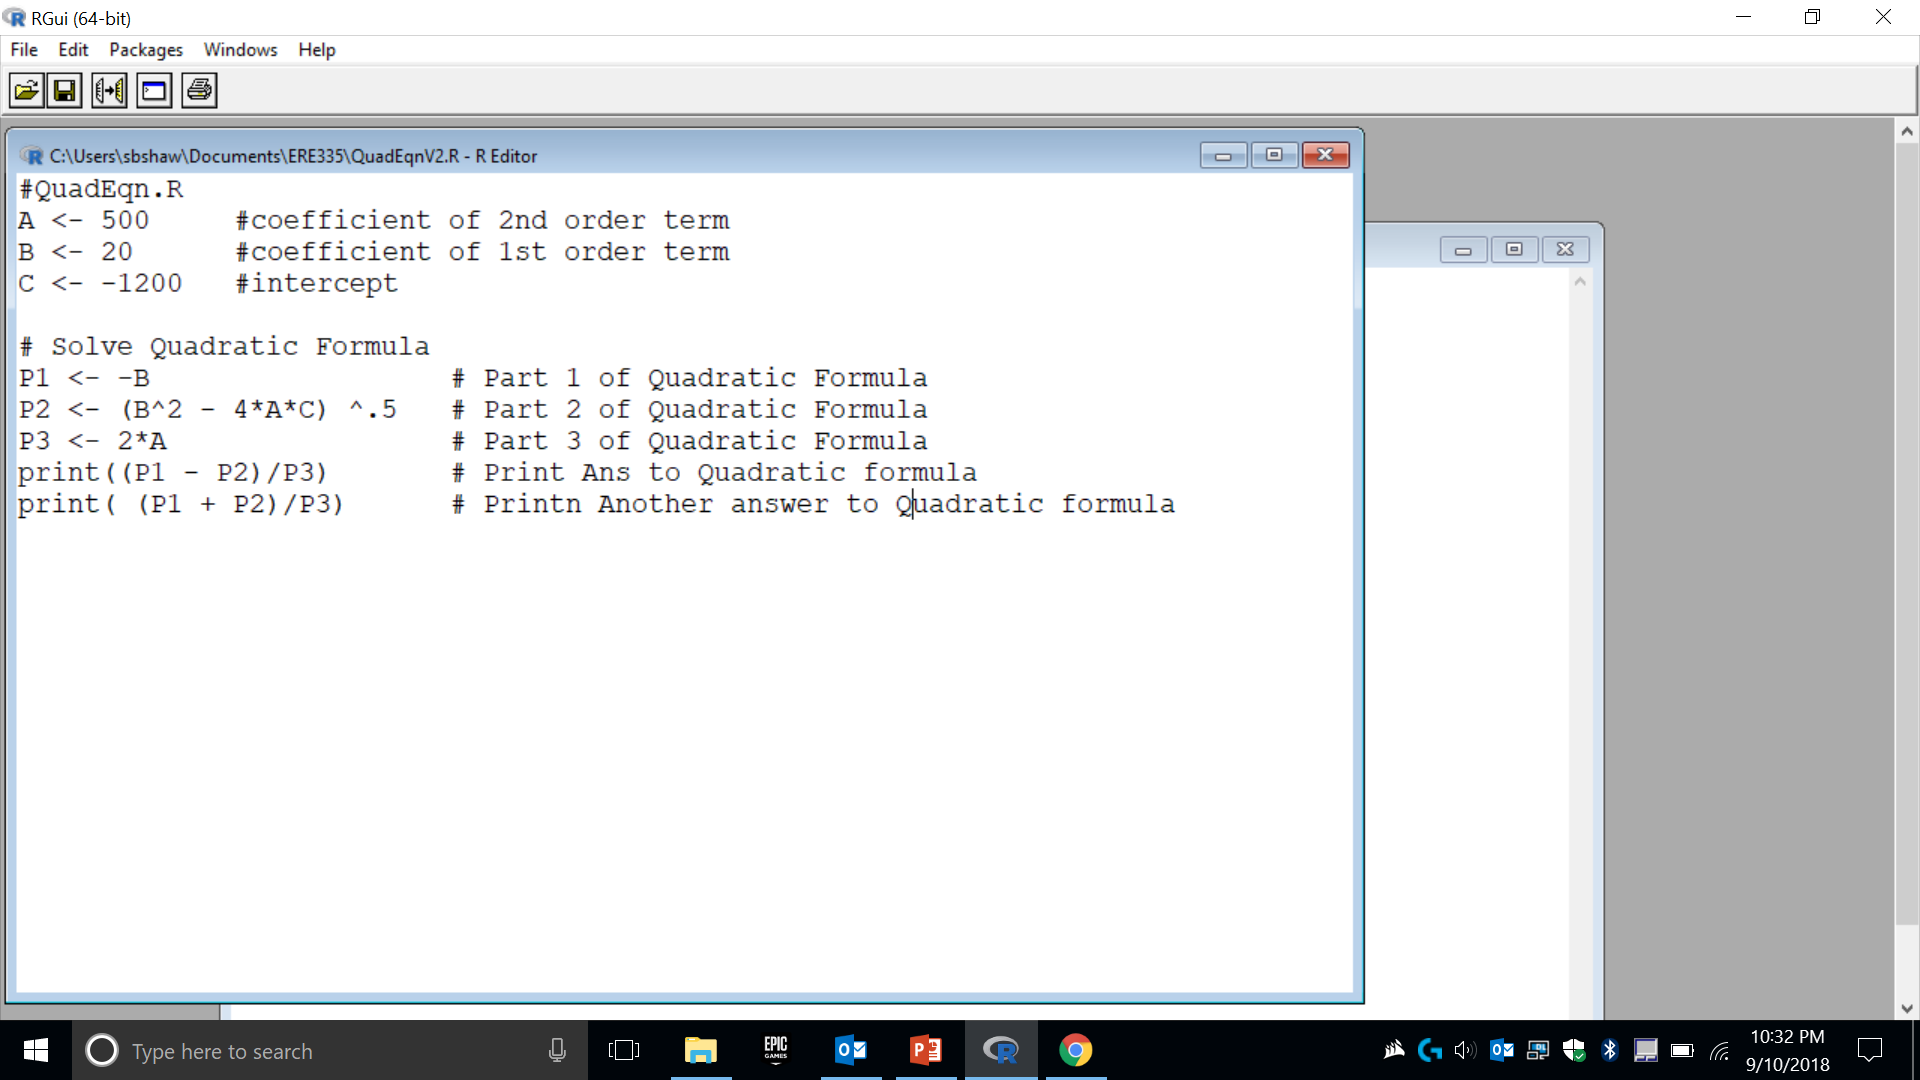 RGui (64-bit)
File Edit Packages Windows Help
C:\Users\sbshaw\Documents\ERE335\QuadEqnV2.R - R Editor
#QuadEqn.R
A <- 500 #coefficient of 2nd order term
B <- 20 #coefficient of 1st order term
C <- -1200 #intercept
# Solve Quadratic Formula
P1 <- -B # Part 1 of Quadratic Formula
P2 <- (B^2 - 4*A*C) ^.5 # Part 2 of Quadratic Formula
P3 <- 2*A # Part 3 of Quadratic Formula
print((P1 - P2)/P3) # Print Ans to Quadratic formula
print( (P1 + P2)/P3) # Printn Another answer to Quadratic formula
Type here to search
EPIC
GAMES
10:32 PM
9/10/2018